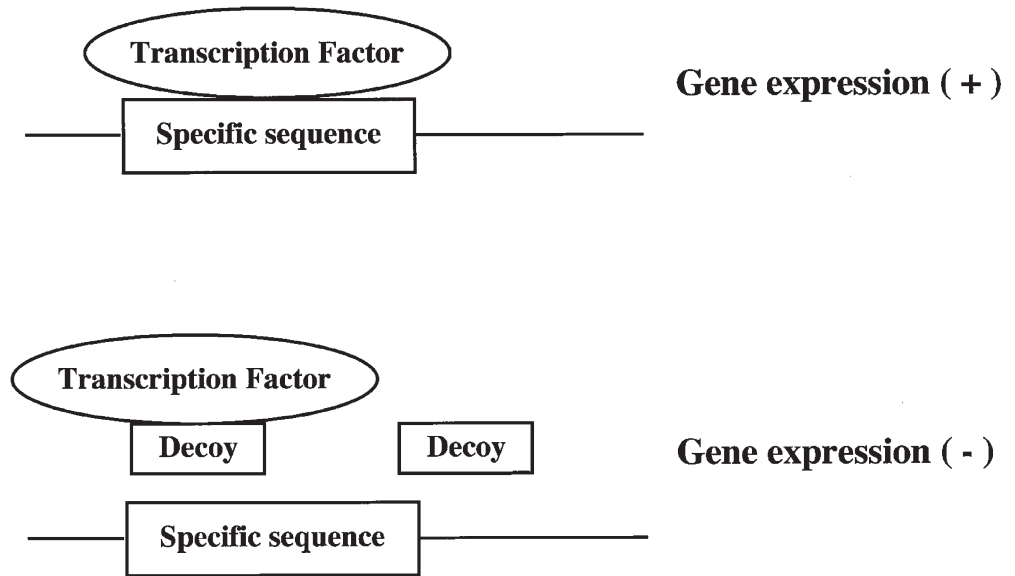 Transcription Factor
Gene expression ( + )
Specific sequence
Transcription Factor
Decoy
Decoy
Gene expression ( - )
Specific sequence